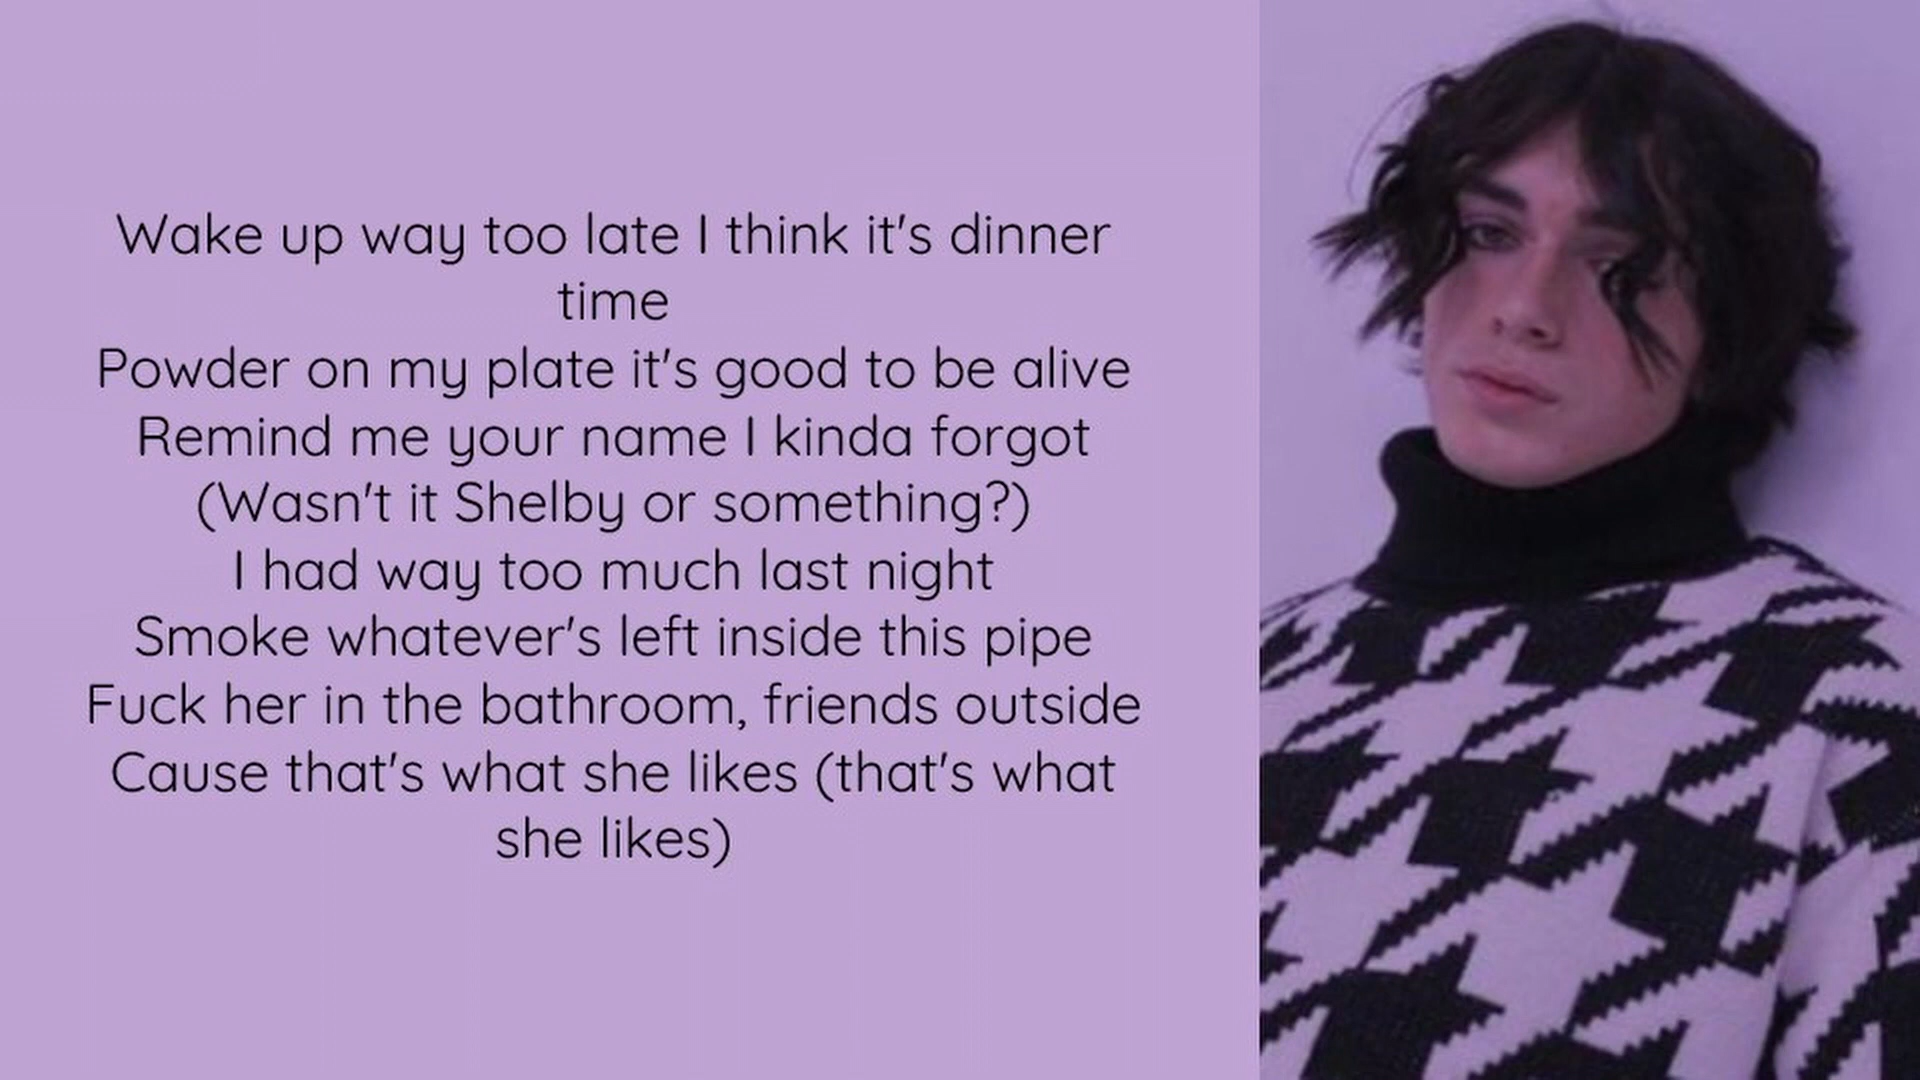 Wake up way too late I think it's dinner
time
Powder on my plate it's good to be alive
Remind me your name I kinda forgot
(Wasn't it Shelby or something?)
I had way too much last night
Smoke whatever's left inside this pipe
Fuck her in the bathroom, friends outside
Cause that's what she likes (that's what
she likes)